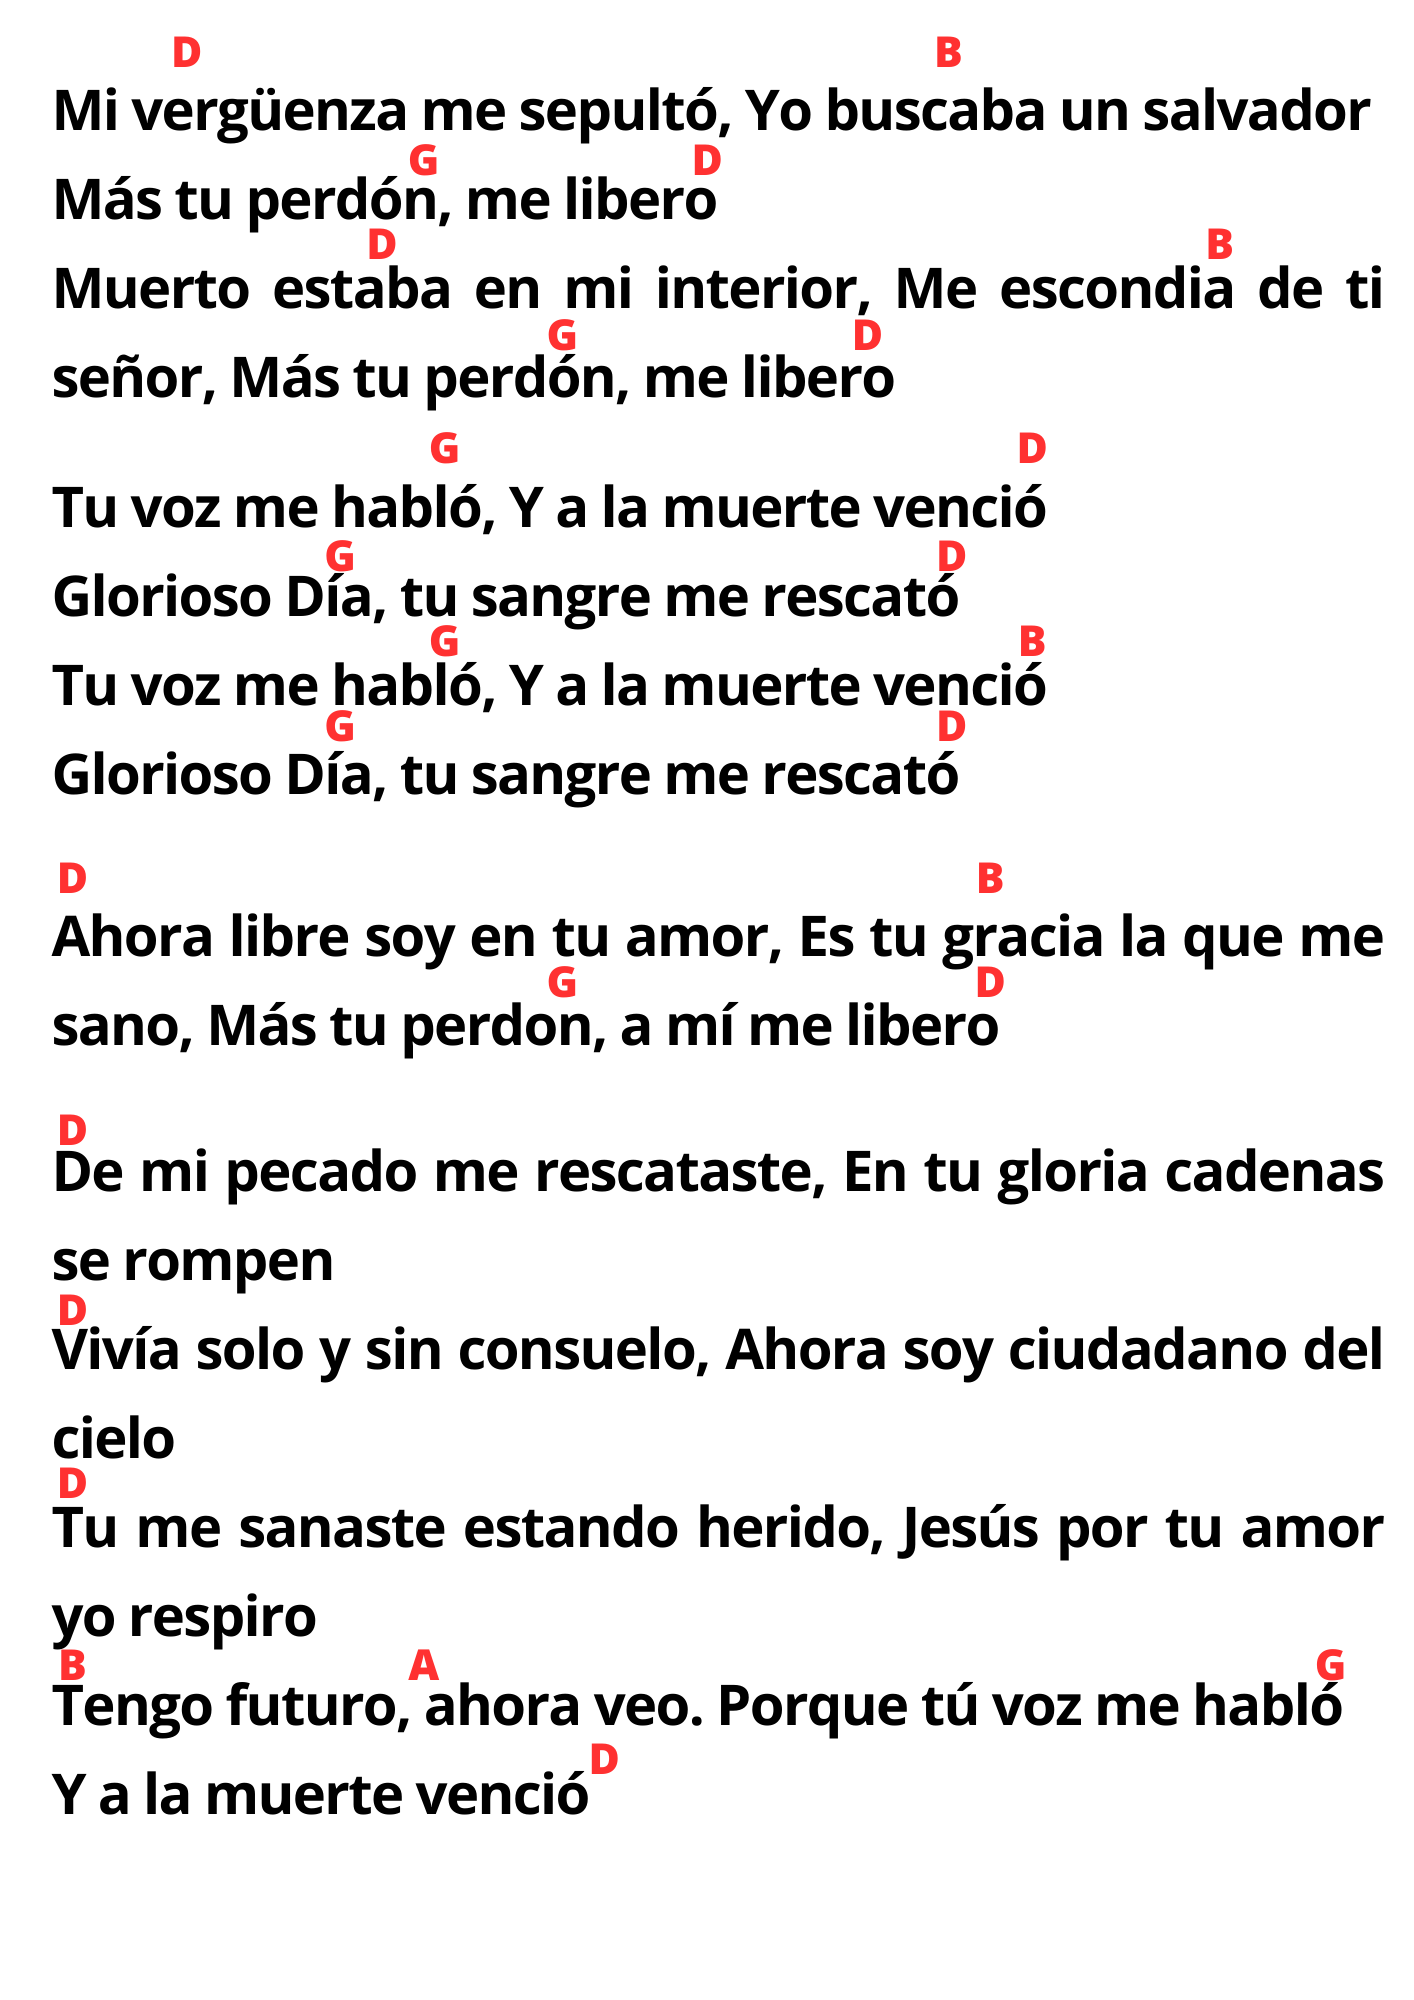 D B
Mi vergüenza me sepultó, Yo buscaba un salvador
G D
Más tu perdón, me libero
D B
Muerto estaba en mi interior, Me escondia de ti
G D
señor, Más tu perdón, me libero
G D
Tu voz me habló, Y a la muerte venció
G D
Glorioso Día, tu sangre me rescató
G B
Tu voz me habló, Y a la muerte venció
G D
Glorioso Día, tu sangre me rescató
D B
Ahora libre soy en tu amor, Es tu gracia la que me
G D
sano, Más tu perdon, a mí me libero
D
De mi pecado me rescataste, En tu gloria cadenas
se rompen
D
Vivía solo y sin consuelo, Ahora soy ciudadano del
cielo
D
Tu me sanaste estando herido, Jesús por tu amor
yo respiro
B A G
Tengo futuro, ahora veo. Porque tú voz me habló
D
Y a la muerte venció